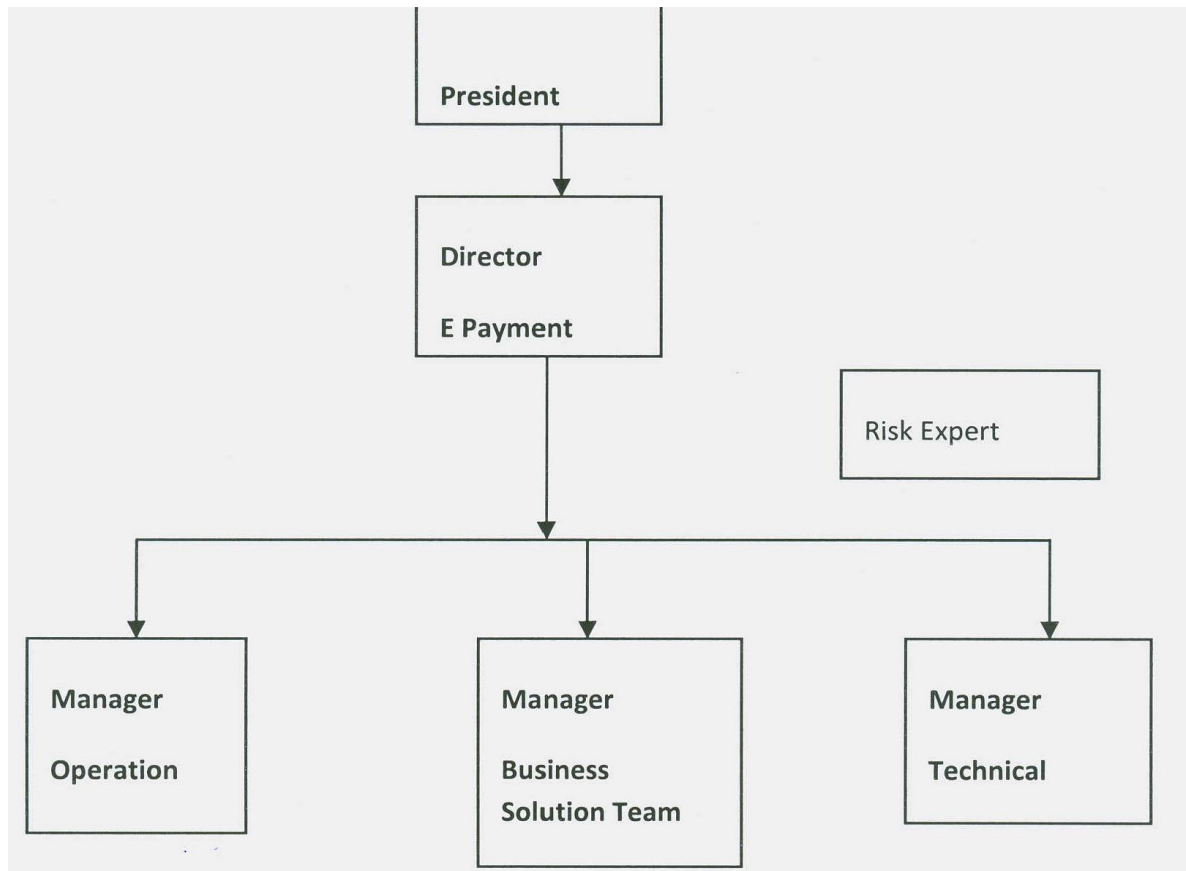 President
Director
E Payment
Risk Expert
Manager
Operation
Manager
Business
Solution Team
Manager
Technical